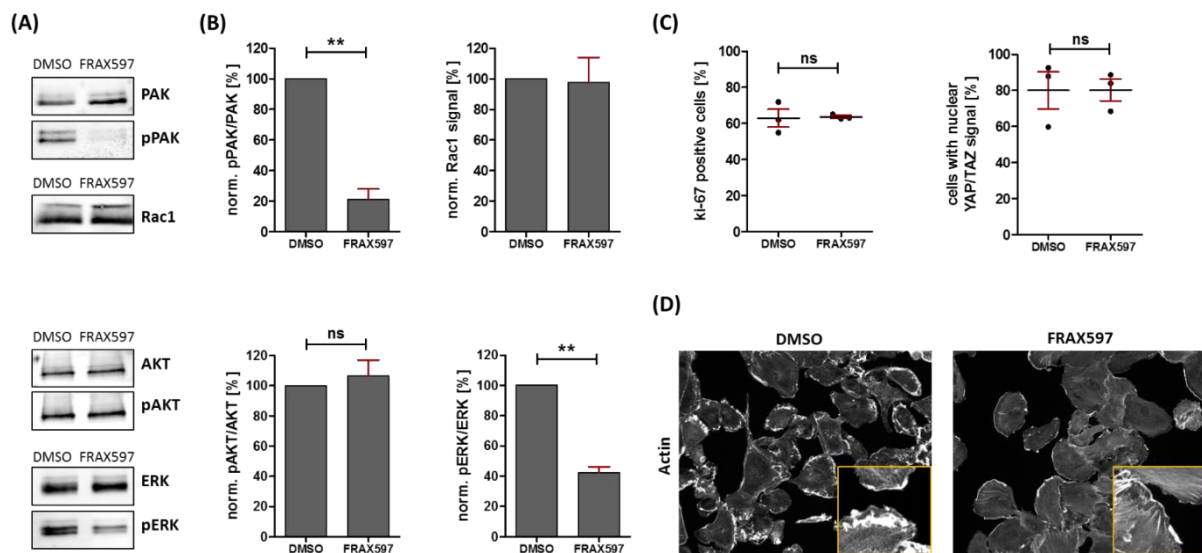 (A)
DMSO FRAX597
PAK
pPAK
DMSO FRAX597
Rac1
DMSO FRAX597
AKT
pAKT
DMSO FRAX597
ERK
pERK
(B)
norm. pPAK/PAK [%]
120
100
80
60
40
20
0
**
DMSO FRAX597
norm. Rac1 signal [%]
120
100
80
60
40
20
0
DMSO FRAX597
norm. pAKT/AKT [%]
120
100
80
60
40
20
0
ns
DMSO FRAX597
norm. pERK/ERK [%]
120
100
80
60
40
20
0
**
DMSO FRAX597
(C)
ki-67 positive cells [%]
100
80
60
40
20
0
ns
DMSO FRAX597
cells with nuclear
YAP/TAZ signal [%]
100
80
60
40
20
0
ns
DMSO FRAX597
(D)
DMSO FRAX597
Actin